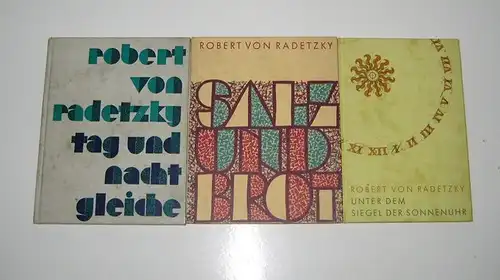 robert
von
radetzky
tag und
nacht
gleiche
ROBERT VON RADETZKY
SALZ
UND
BROT
ROBERT VON RADETZKY
UNTER DEM
SIEGEL DER SONNENUHR